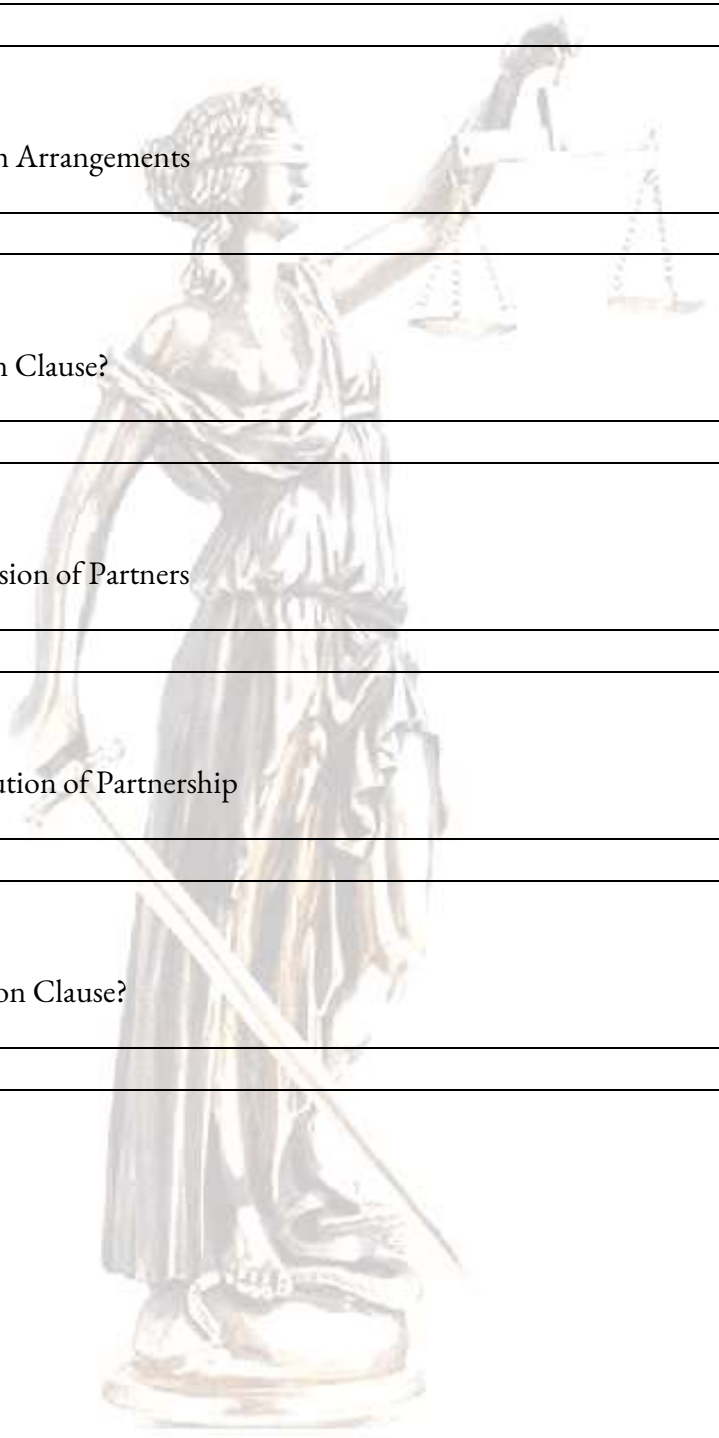 n Arrangements
n Clause?
sion of Partners
ution of Partnership
on Clause?